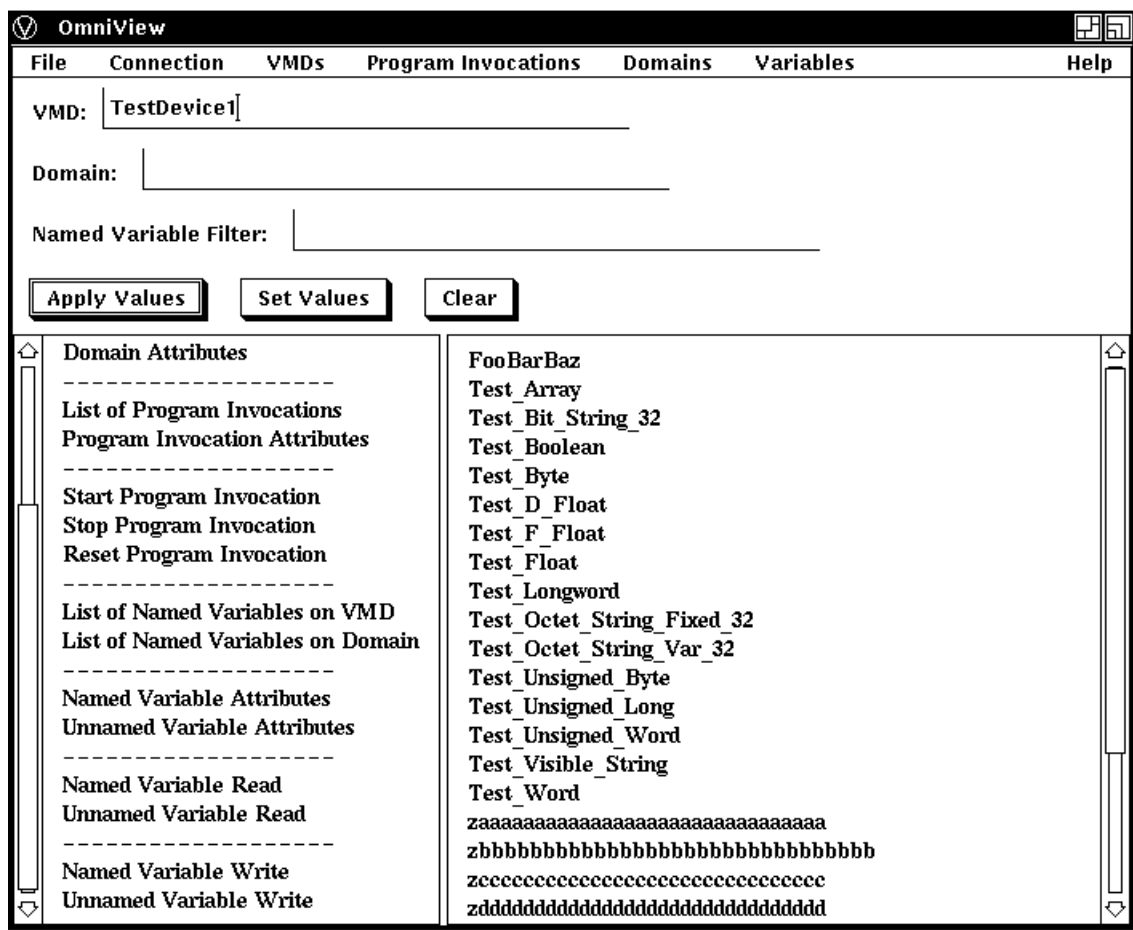 OmniView
File Connection VMDs Program Invocations Domains Variables Help
VMD: TestDevice1
Domain:
Named Variable Filter:
Apply Values Set Values Clear
Domain Attributes
--------------------
List of Program Invocations
Program Invocation Attributes
--------------------
Start Program Invocation
Stop Program Invocation
Reset Program Invocation
--------------------
List of Named Variables on VMD
List of Named Variables on Domain
--------------------
Named Variable Attributes
Unnamed Variable Attributes
--------------------
Named Variable Read
Unnamed Variable Read
--------------------
Named Variable Write
Unnamed Variable Write
FooBarBaz
Test_Array
Test_Bit_String_32
Test_Boolean
Test_Byte
Test_D_Float
Test_F_Float
Test_Float
Test_Longword
Test_Octet_String_Fixed_32
Test_Octet_String_Var_32
Test_Unsigned_Byte
Test_Unsigned_Long
Test_Unsigned_Word
Test_Visible_String
Test_Word
zaaaaaaaaaaaaaaaaaaaaaaaaaaaaaaa
zbbbbbbbbbbbbbbbbbbbbbbbbbbbbbbb
zccccccccccccccccccccccccccccccc
zddddddddddddddddddddddddddddddd